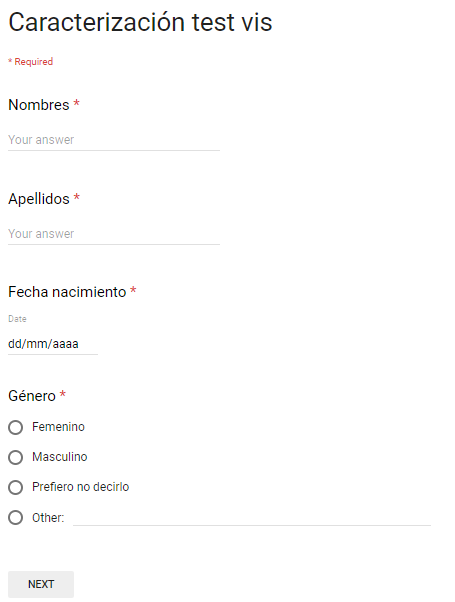 Caracterización test vis
* Required
Nombres *
Your answer
Apellidos *
Your answer
Fecha nacimiento *
Date
dd/mm/aaaa
Género *
Femenino
Masculino
Prefiero no decirlo
Other:
NEXT